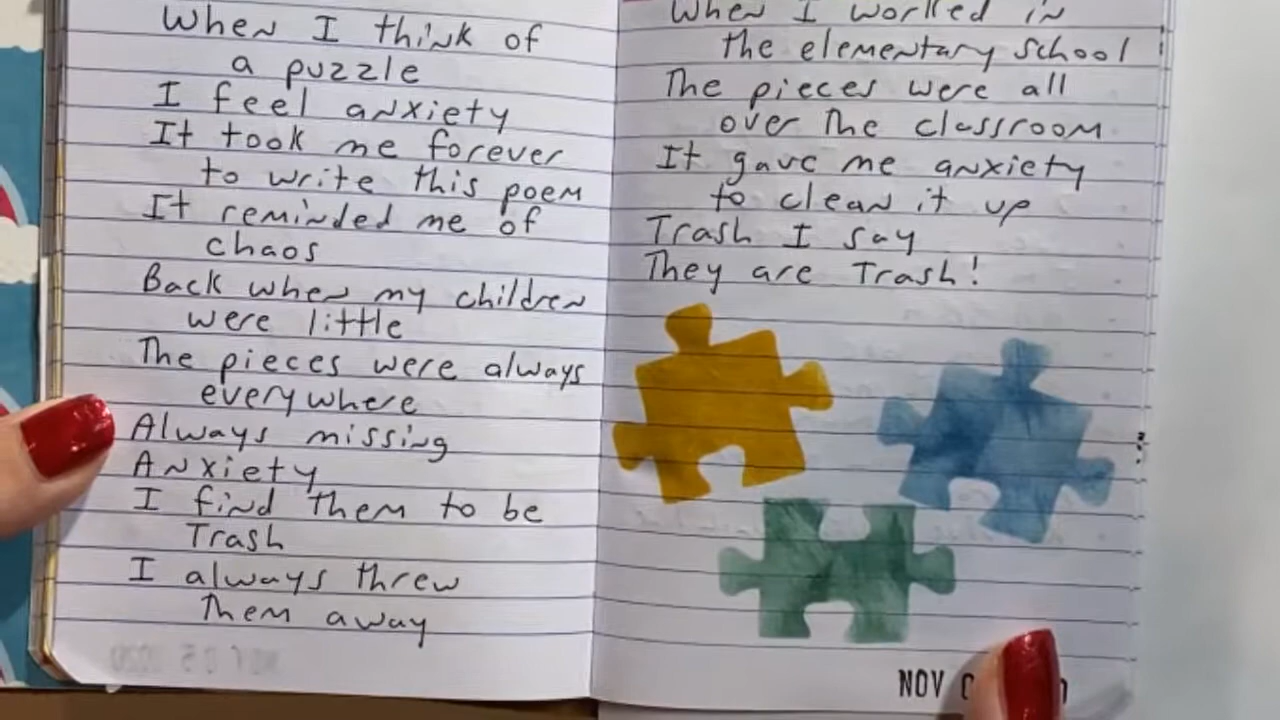 When I think of
a puzzle
I feel anxiety
It took me forever
to write this poem
It reminded me of
chaos
Back when my children
were little
The pieces were always
everywhere
Always missing
Anxiety
I find them to be
Trash
I always threw
them away
When I worked in
the elementary school
The pieces were all
over the classroom
It gave me anxiety
to clean it up
Trash I say
They are Trash!
NOV